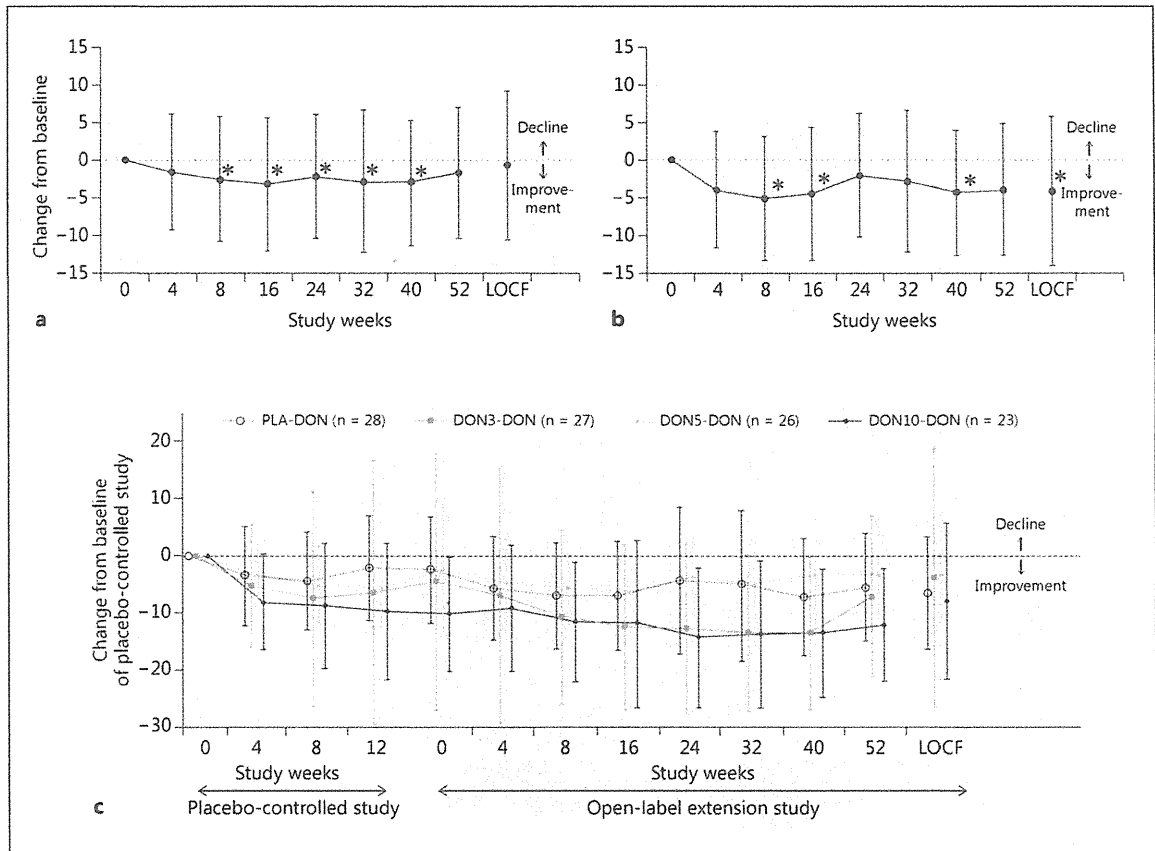 15
10
5
0
−5
−10
−15
Change from baseline
Decline
Improve-
ment
*
*
*
*
*
0 4 8 16 24 32 40 52 LOCF
Study weeks
a
15
10
5
0
−5
−10
−15
Decline
Improve-
ment
*
*
*
*
0 4 8 16 24 32 40 52 LOCF
Study weeks
b
PLA-DON (n = 28) DON3-DON (n = 27) DON5-DON (n = 26) DON10-DON (n = 23)
20
10
0
−10
−20
−30
Change from baseline
of placebo-controlled study
Decline
Improvement
0 4 8 12 0 4 8 16 24 32 40 52 LOCF
Study weeks Study weeks
Placebo-controlled study Open-label extension study
c